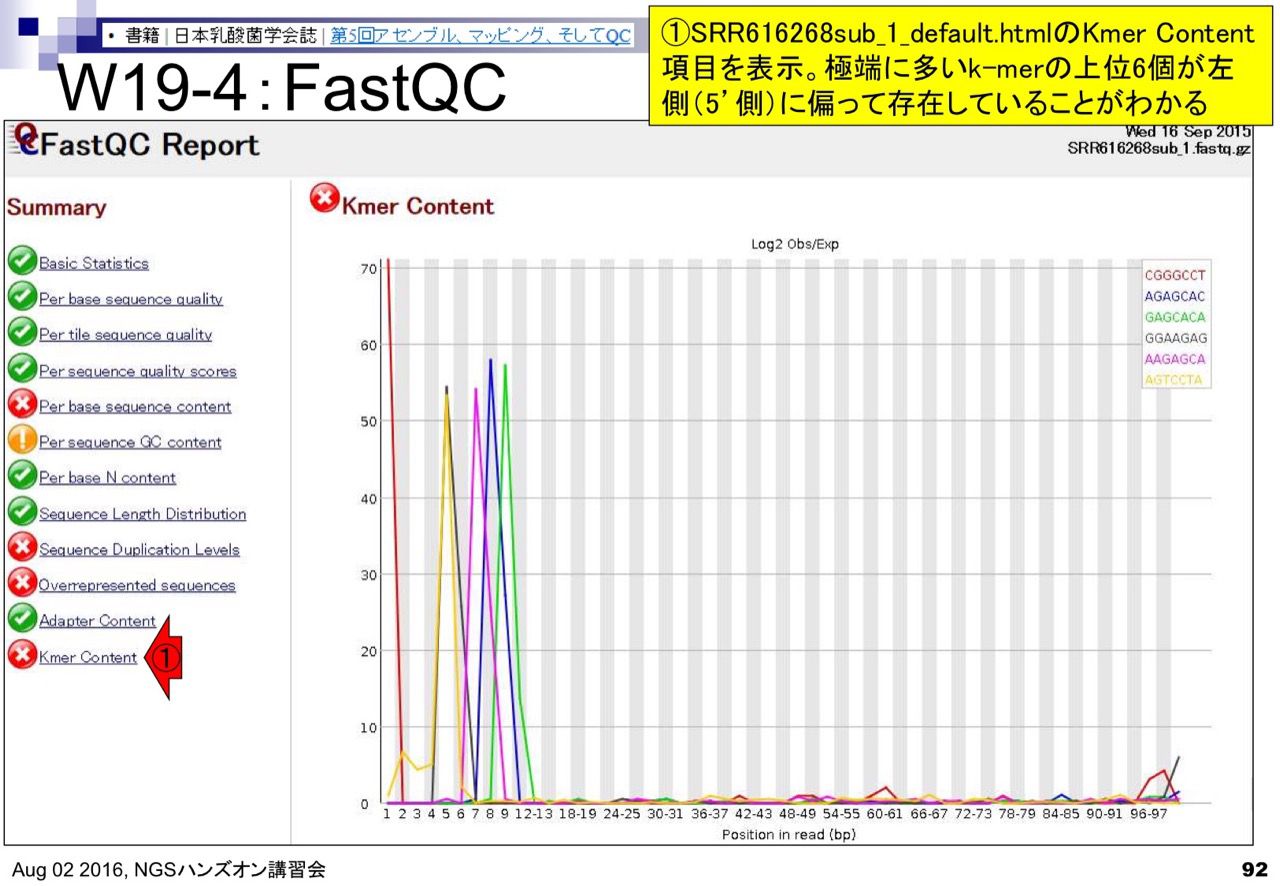 ・ 書籍 | 日本乳酸菌学会誌 | 第5回アセンブル、マッピング、そしてQC
①SRR616268sub_1_default.htmlのKmer Content
項目を表示。極端に多いk-merの上位6個が左
側(5’側)に偏って存在していることがわかる
W19-4：FastQC
FastQC Report
Wed 16 Sep 2015
SRR616268sub_1.fastq.gz
Summary
Basic Statistics
Per base sequence quality
Per tile sequence quality
Per sequence quality scores
Per base sequence content
Per sequence GC content
Per base N content
Sequence Length Distribution
Sequence Duplication Levels
Overrepresented sequences
Adapter Content
Kmer Content
①
Kmer Content
Log2 Obs/Exp
CGGGCCT
AGAGCAC
GAGCACA
GGAAGAG
AAGAGCA
AGTCCTA
70
60
50
40
30
20
10
0
1 2 3 4 5 6 7 8 9 12-13 18-19 24-25 30-31 36-37 42-43 48-49 54-55 60-61 66-67 72-73 78-79 84-85 90-91 96-97
Position in read (bp)
Aug 02 2016, NGSハンズオン講習会
92